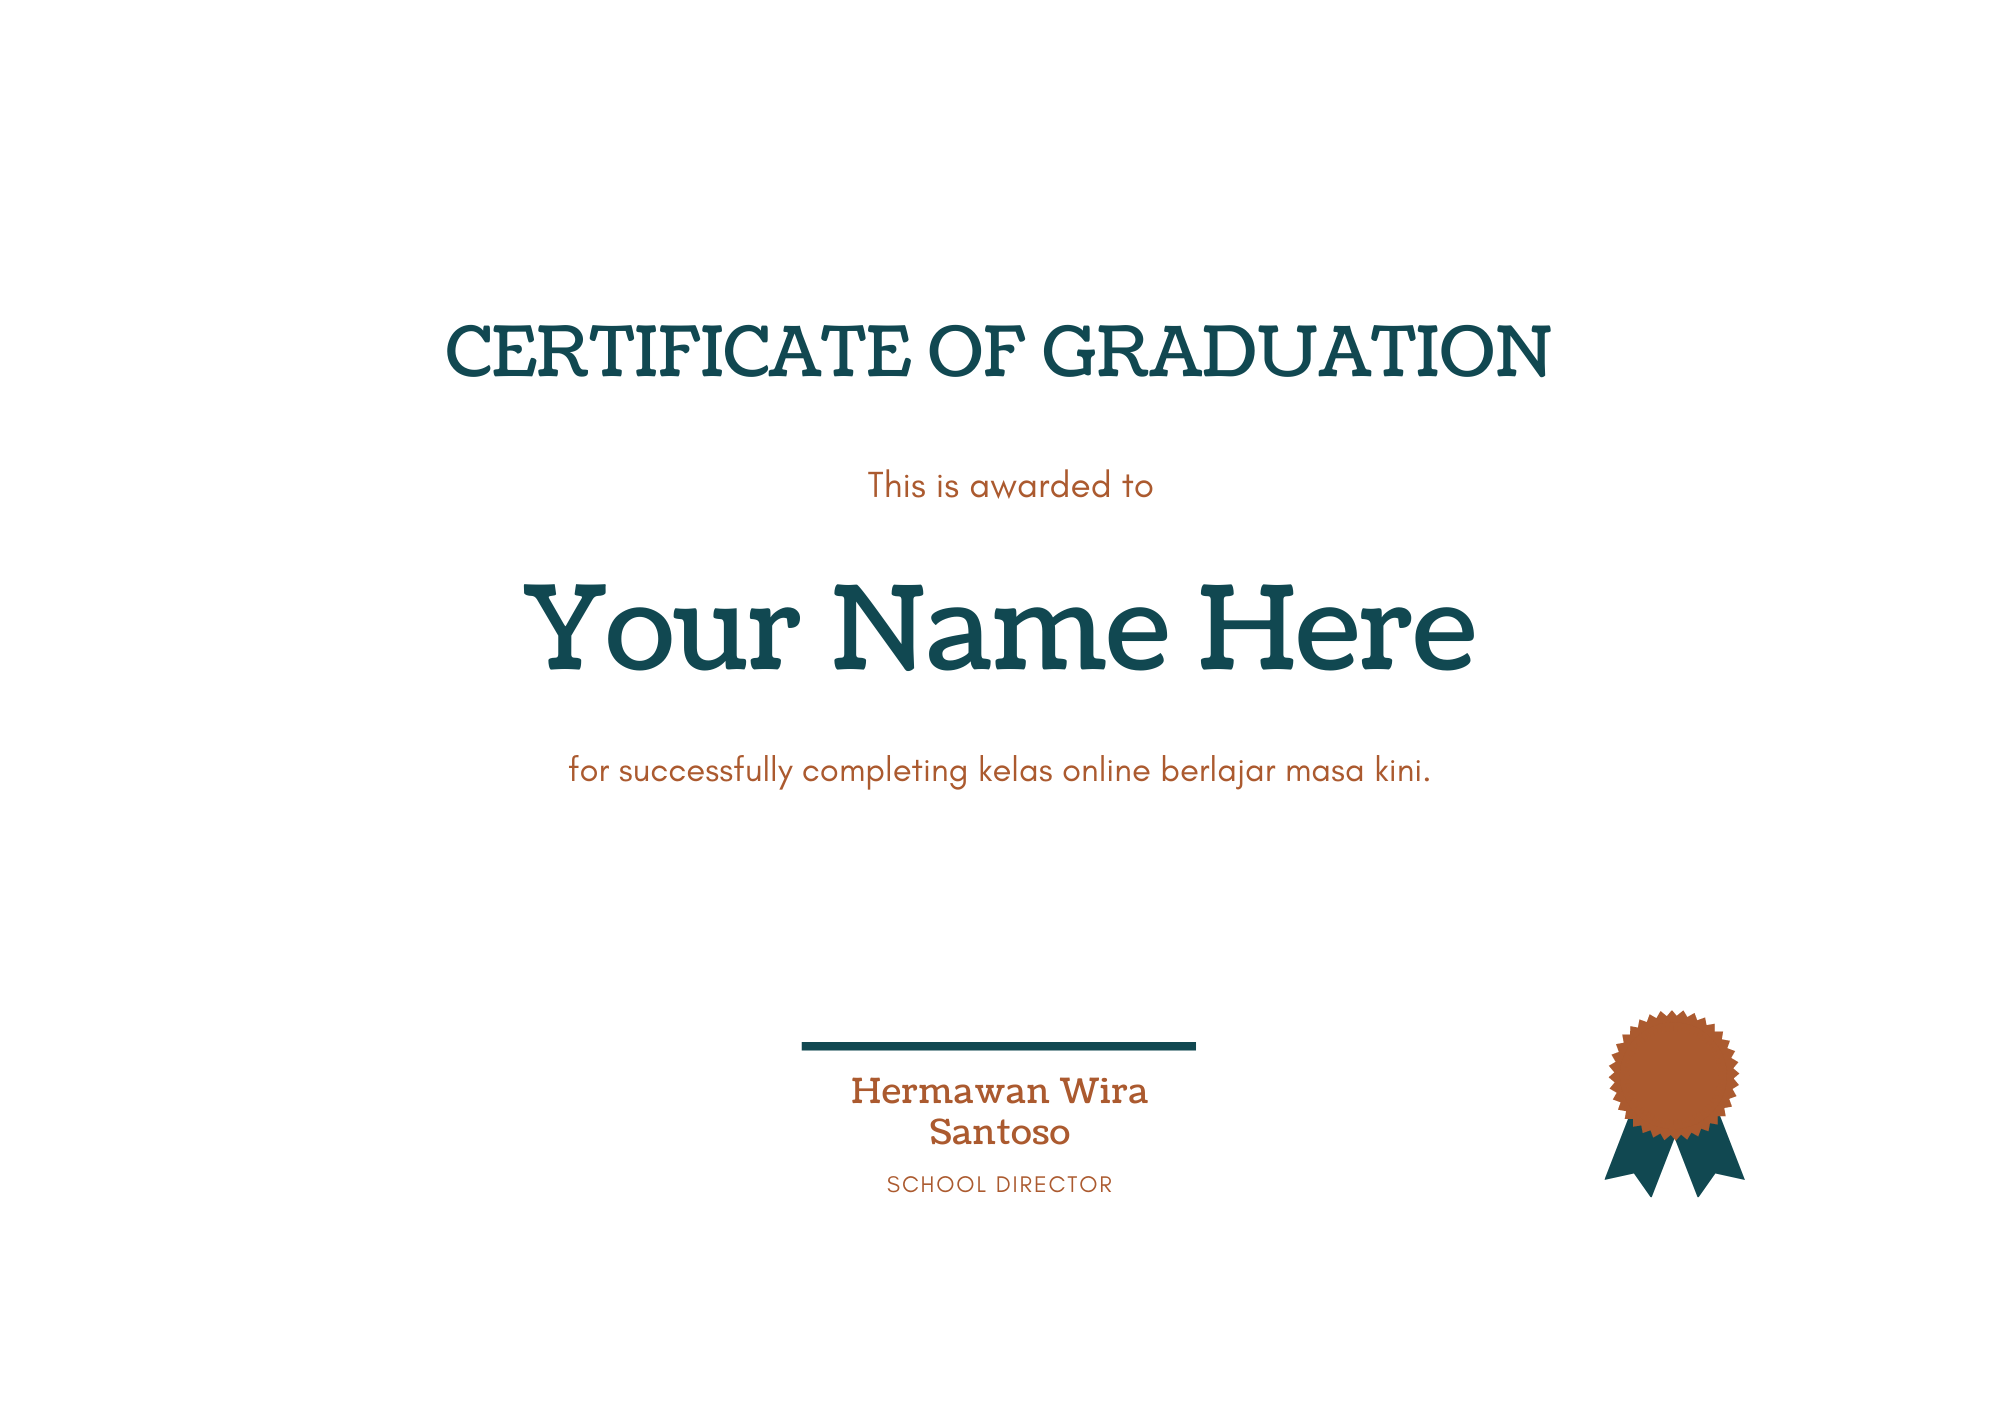 CERTIFICATE OF GRADUATION
This is awarded to
Your Name Here
for successfully completing kelas online berlajar masa kini.
Hermawan Wira
Santoso
SCHOOL DIRECTOR